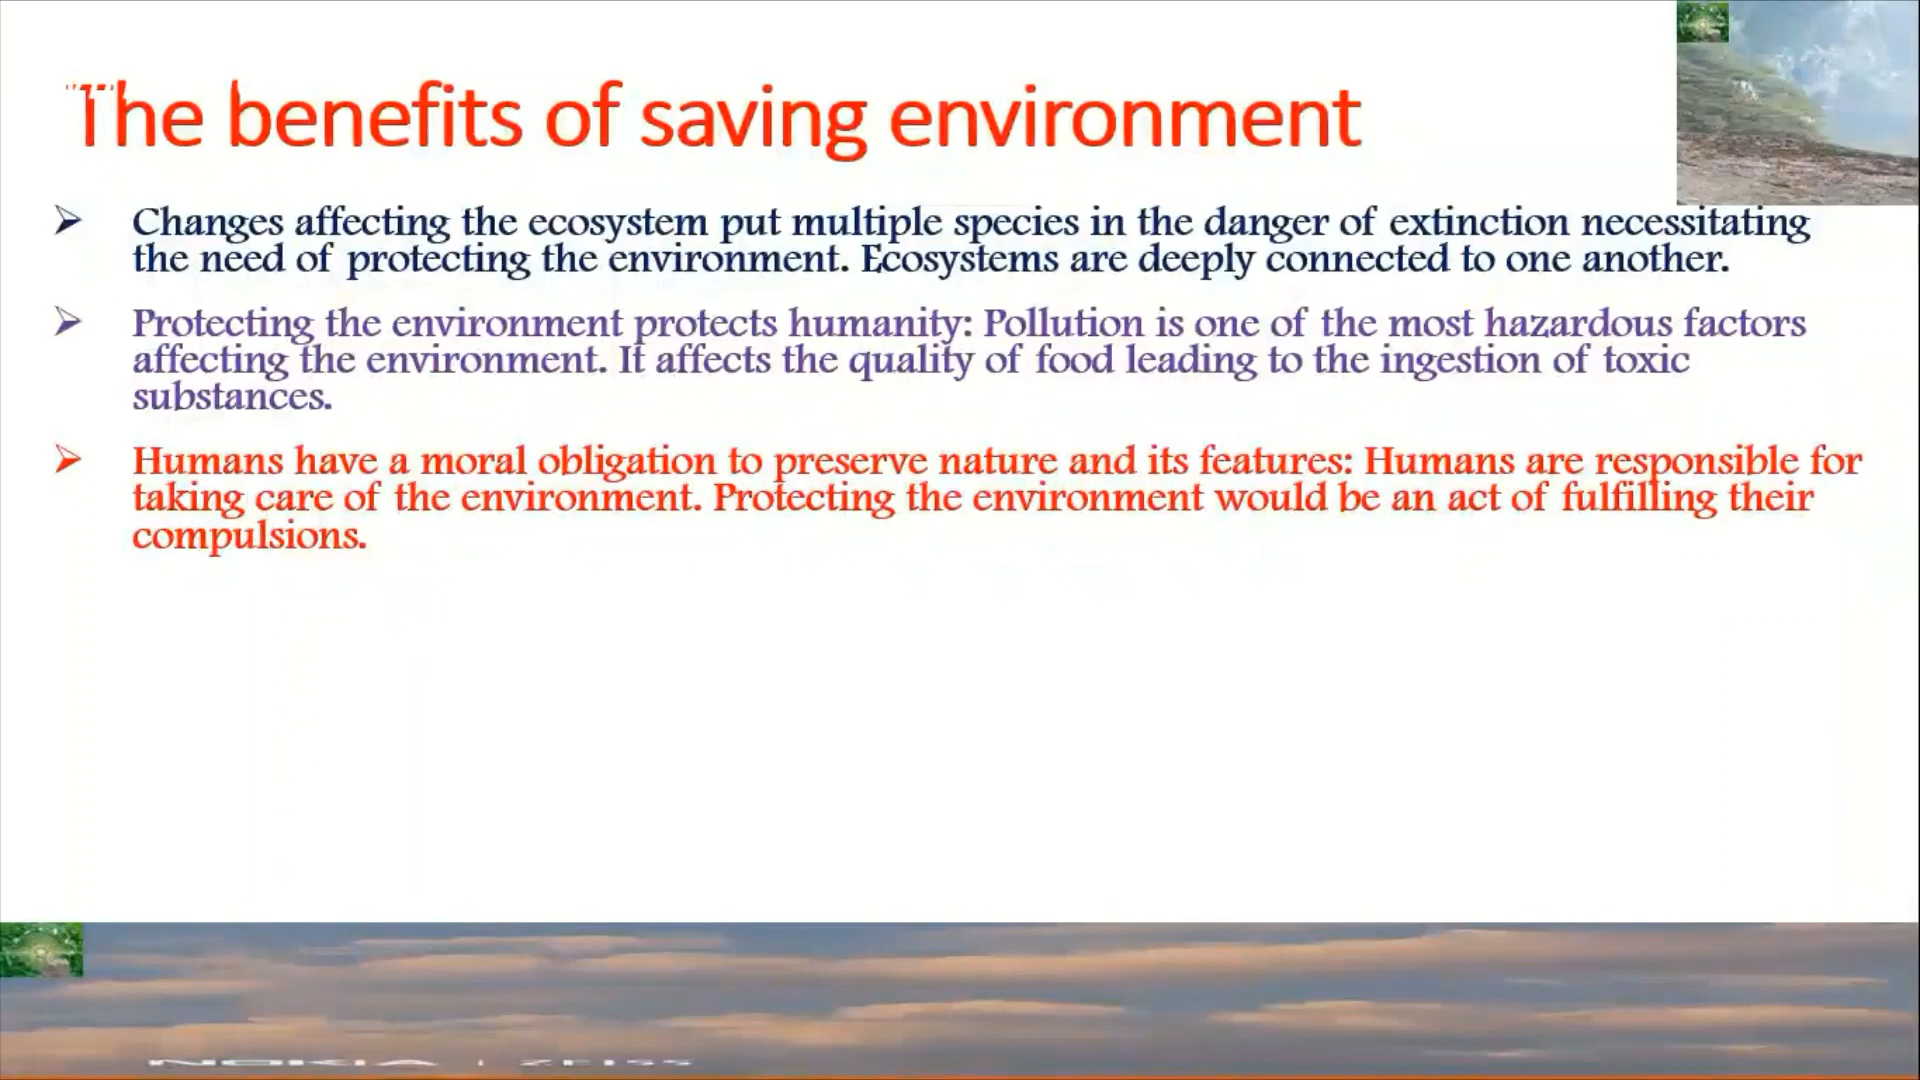 The benefits of saving environment
Changes affecting the ecosystem put multiple species in the danger of extinction necessitating
the need of protecting the environment. Ecosystems are deeply connected to one another.
Protecting the environment protects humanity: Pollution is one of the most hazardous factors
affecting the environment. It affects the quality of food leading to the ingestion of toxic
substances.
Humans have a moral obligation to preserve nature and its features: Humans are responsible for
taking care of the environment. Protecting the environment would be an act of fulfilling their
compulsions.